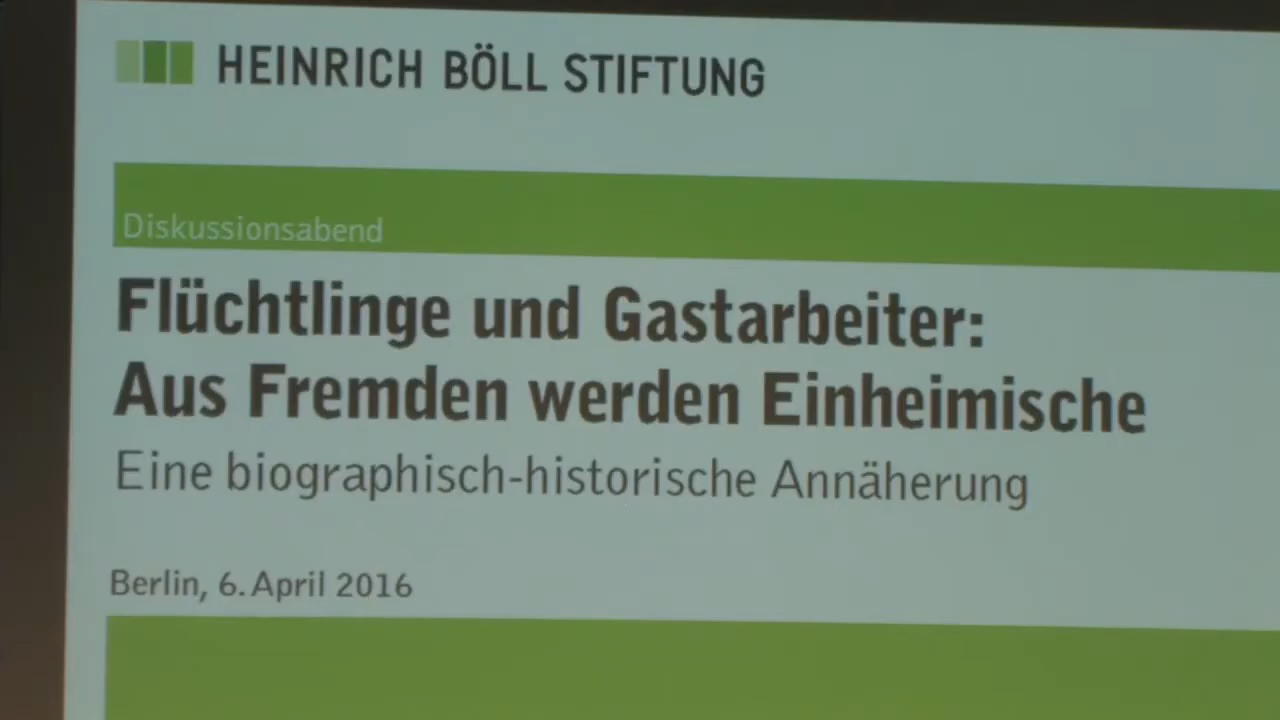 HEINRICH BÖLL STIFTUNG
Diskussionsabend
Flüchtlinge und Gastarbeiter:
Aus Fremden werden Einheimische
Eine biographisch-historische Annäherung
Berlin, 6. April 2016